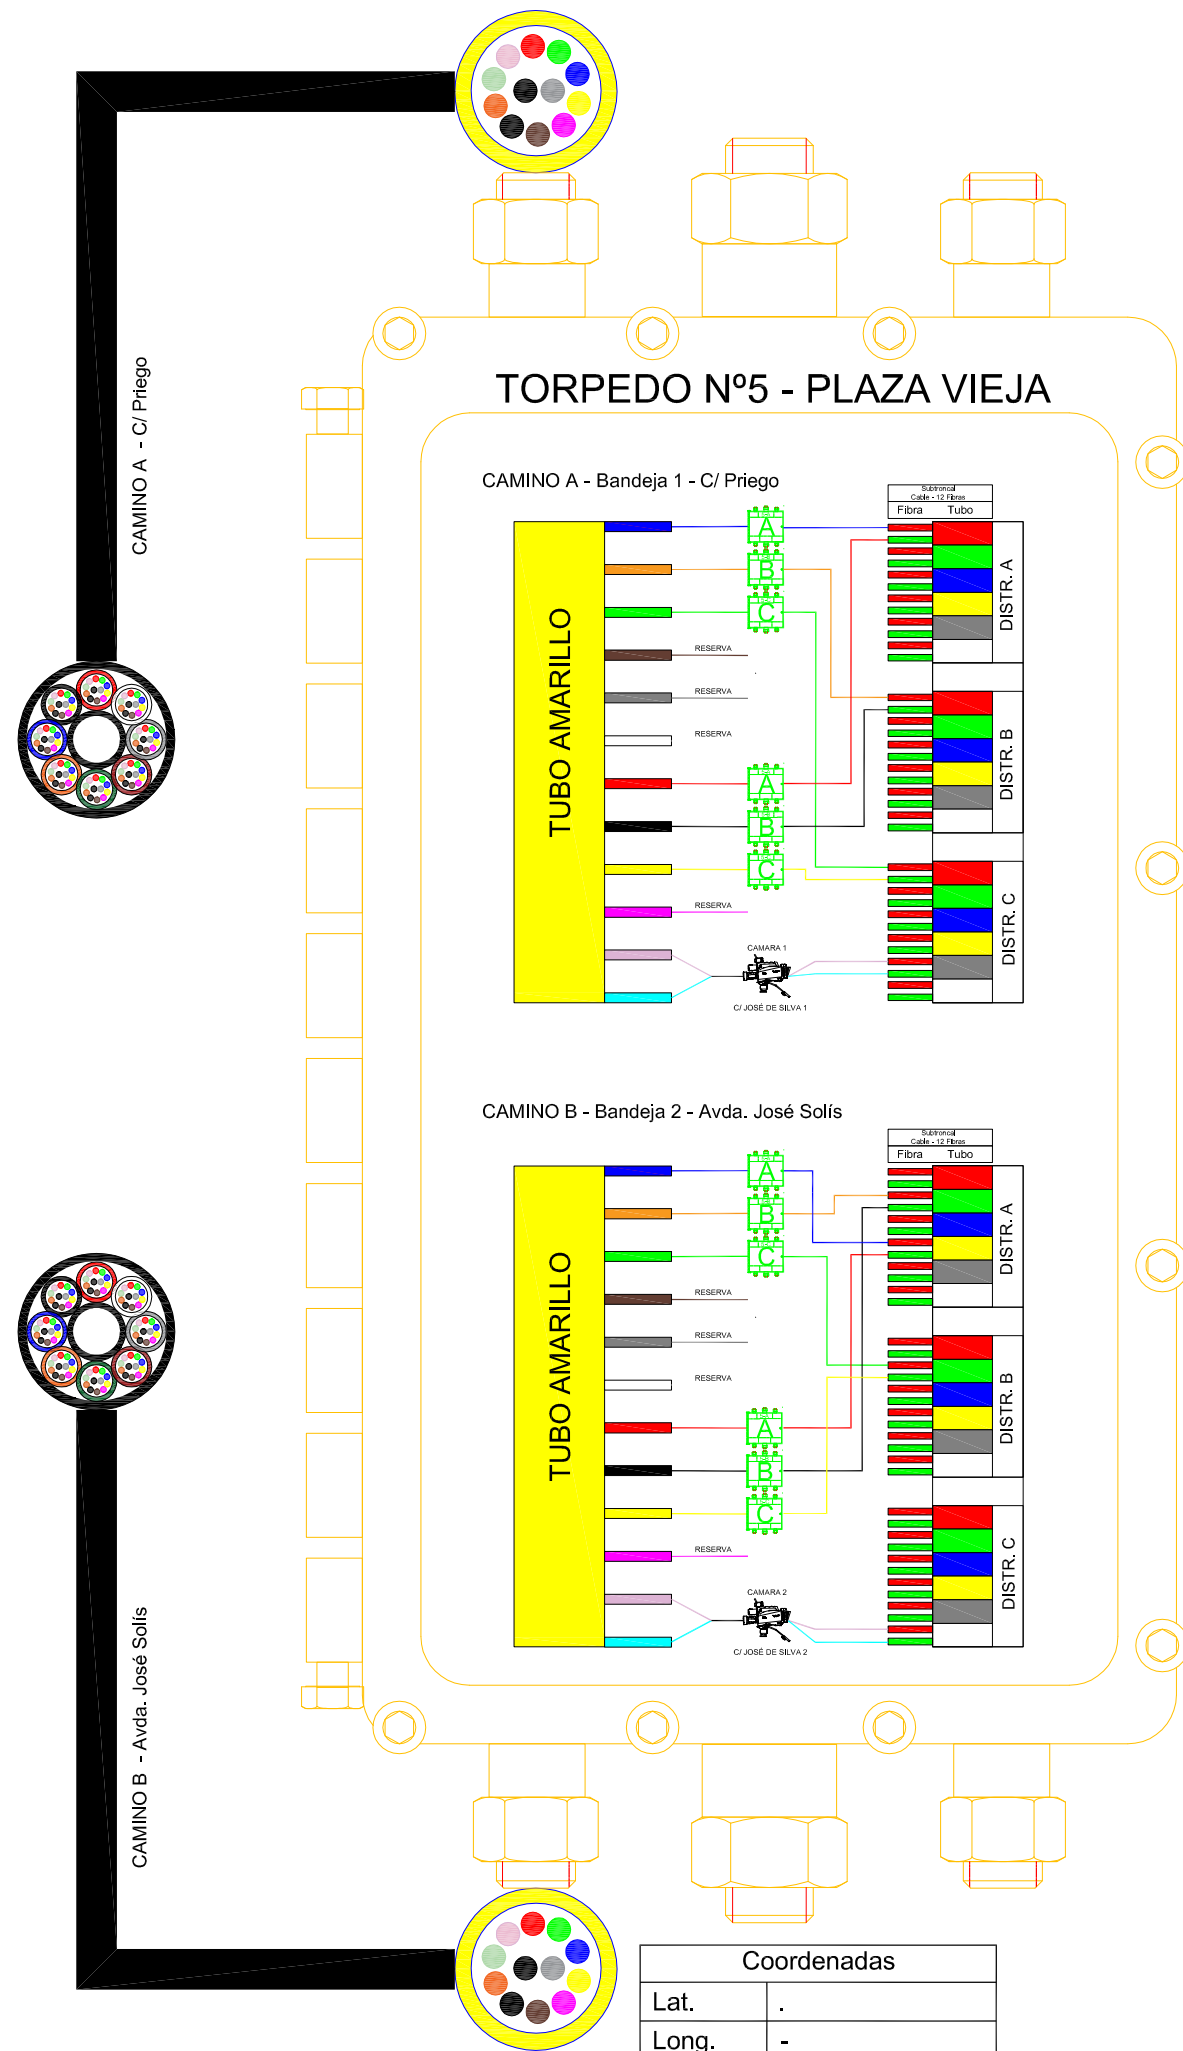 CAMINO A - C/ Priego
TORPEDO Nº5 - PLAZA VIEJA
CAMINO A - Bandeja 1 - C/ Priego
Subtroncal
Cable - 12 Fibras
Fibra Tubo
TUBO AMARILLO
A
B
C
RESERVA
RESERVA
RESERVA
A
B
C
RESERVA
CAMARA 1
C/ JOSÉ DE SILVA 1
DISTR. A
DISTR. B
DISTR. C
CAMINO B - Bandeja 2 - Avda. José Solís
Subtroncal
Cable - 12 Fibras
Fibra Tubo
TUBO AMARILLO
A
B
C
RESERVA
RESERVA
RESERVA
A
B
C
RESERVA
CAMARA 2
C/ JOSÉ DE SILVA 2
DISTR. A
DISTR. B
DISTR. C
CAMINO B - Avda. José Solís
Coordenadas
Lat. .
Long. -